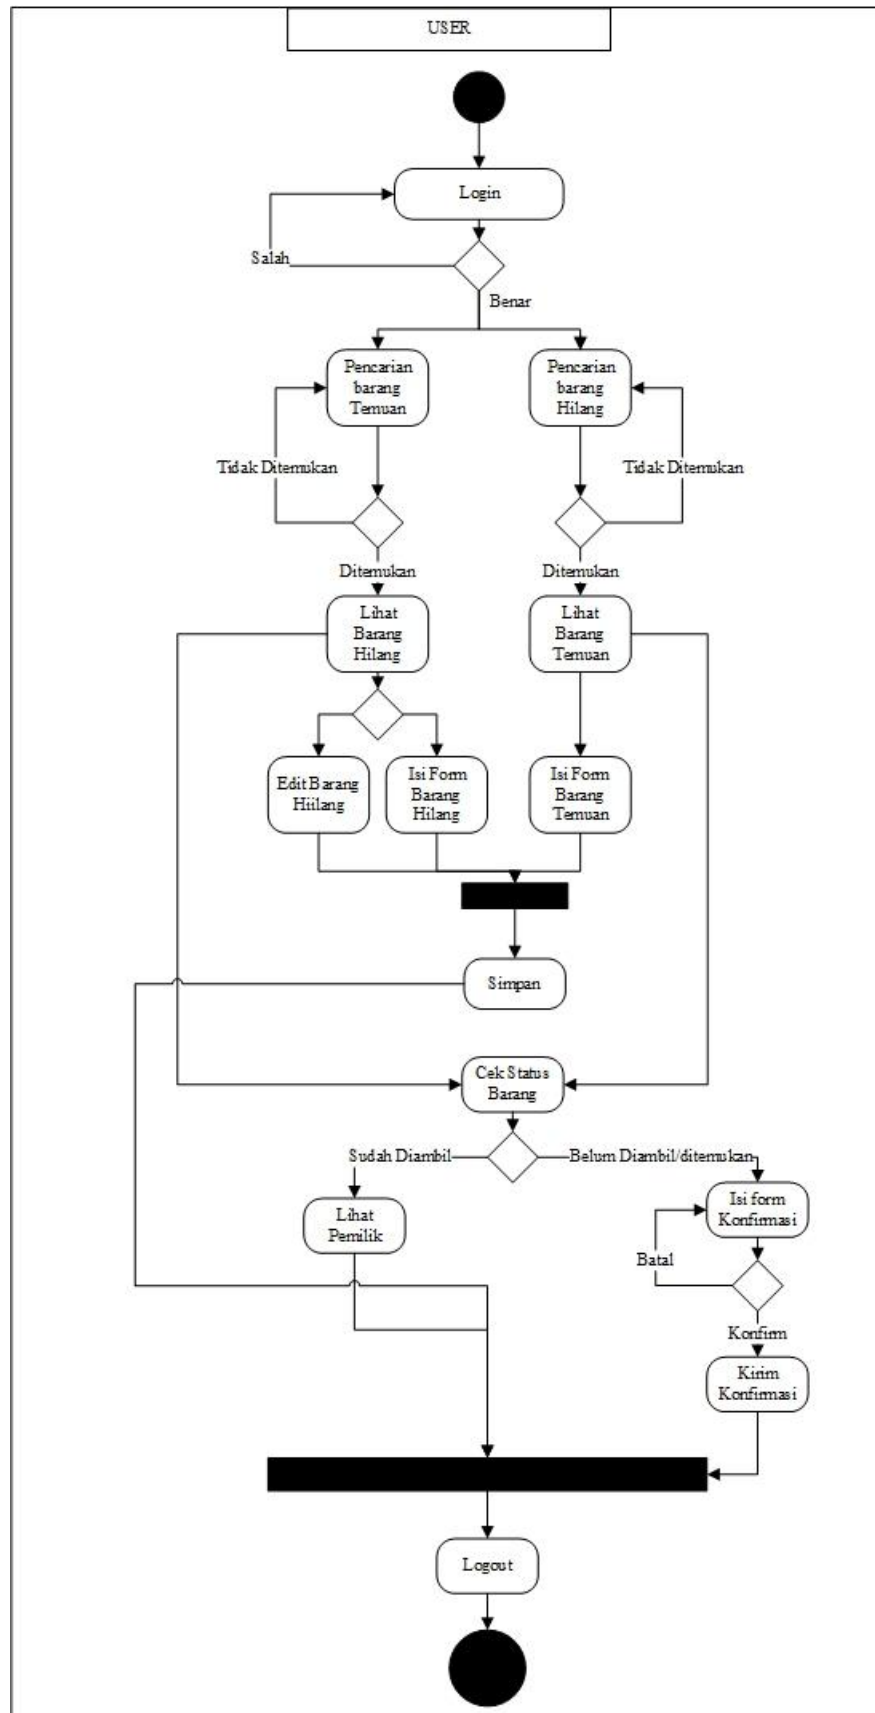 USER
Login
Salah
Benar
Pencarian
barang
Temuan
Pencarian
barang
Hilang
Tidak Ditemukan
Tidak Ditemukan
Ditemukan
Ditemukan
Lihat
Barang
Hilang
Lihat
Barang
Temuan
Edit Barang
Hiilang
Isi Form
Barang
Hilang
Isi Form
Barang
Temuan
Simpan
Cek Status
Barang
Sudah Diambil
Belum Diambil/ditemukan
Lihat
Pemilik
Isi form
Konfirmasi
Batal
Konfirm
Kirim
Konfirmasi
Logout